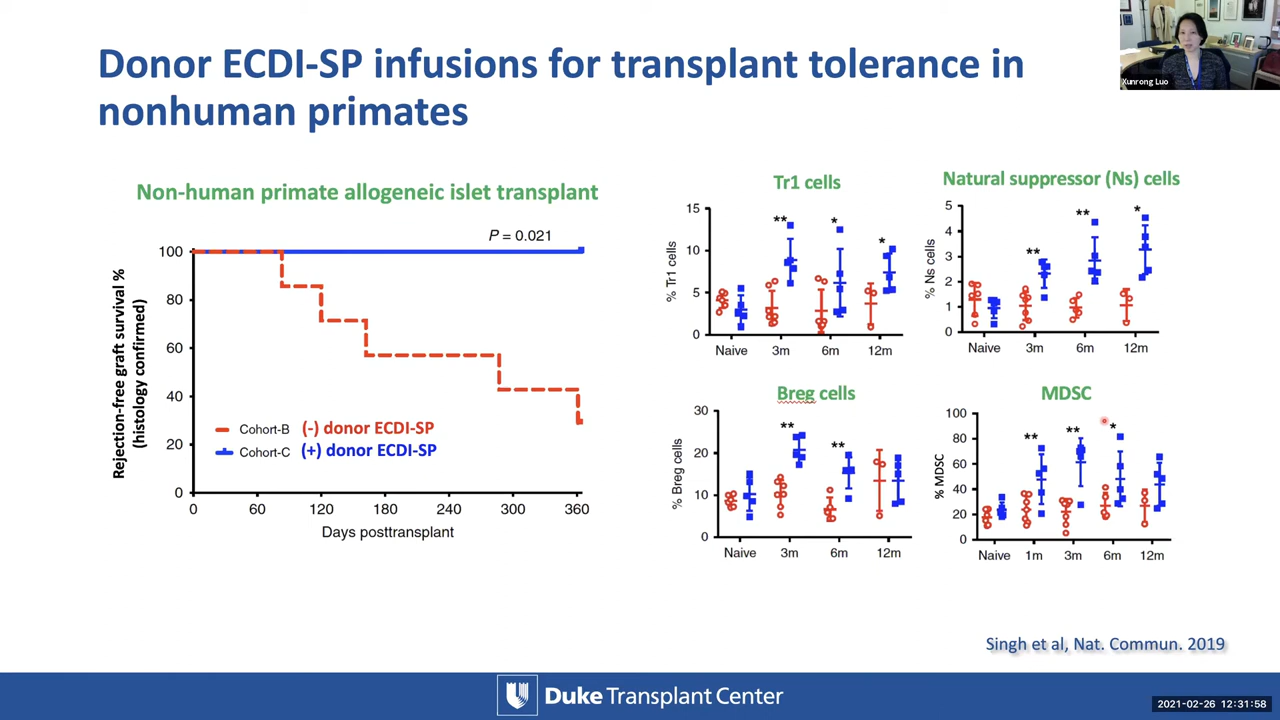 Donor ECDI-SP infusions for transplant tolerance in
nonhuman primates
Xunrong Luo
Non-human primate allogeneic islet transplant
P = 0.021
Rejection-free graft survival %
(histology confirmed)
100
80
60
40
20
0
Cohort-B (-) donor ECDI-SP
Cohort-C (+) donor ECDI-SP
0 60 120 180 240 300 360
Days posttransplant
Tr1 cells
% Tr1 cells
15
10
5
0
** * *
Naive 3m 6m 12m
Natural suppressor (Ns) cells
% Ns cells
5
4
3
2
1
0
** ** *
Naive 3m 6m 12m
Breg cells
% Breg cells
30
20
10
0
** **
Naive 3m 6m 12m
MDSC
% MDSC
100
80
60
40
20
0
** ** *
Naive 1m 3m 6m 12m
Singh et al, Nat. Commun. 2019
Duke Transplant Center
2021-02-26 12:31:58